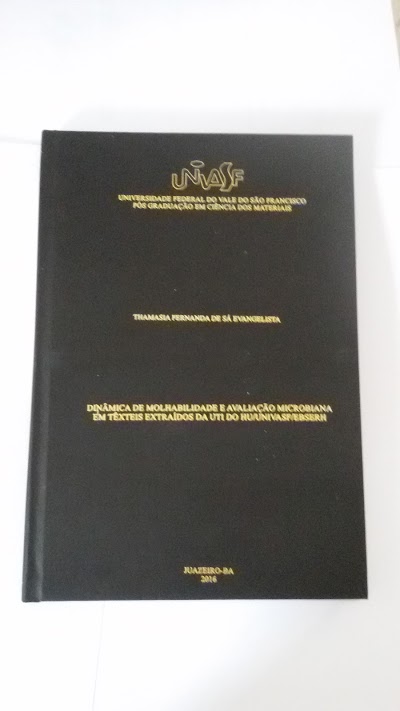 UNIVASF
UNIVERSIDADE FEDERAL DO VALE DO SÃO FRANCISCO
PÓS GRADUAÇÃO EM CIÊNCIA DOS MATERIAIS
THAMASIA FERNANDA DE SÁ EVANGELISTA
DINÂMICA DE MOLHABILIDADE E AVALIAÇÃO MICROBIANA
EM TÊXTEIS EXTRAÍDOS DA UTI DO HU/UNIVASF/EBSERH
JUAZEIRO-BA
2016